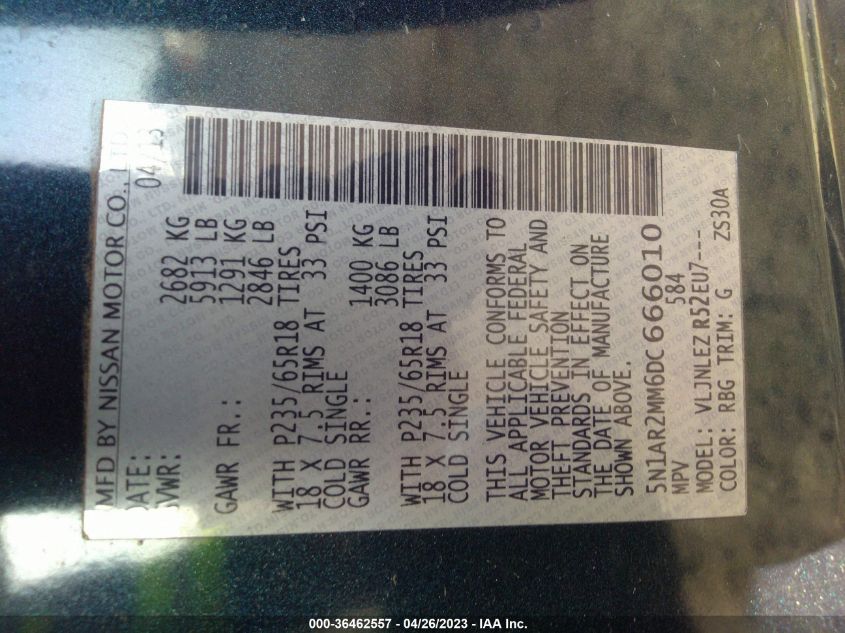 MFD BY NISSAN MOTOR CO., LTD.
DATE: 04/13
GVWR: 2682 KG
5913 LB
GAWR FR.: 1291 KG
2846 LB
WITH P235/65R18 TIRES
18 X 7.5 RIMS AT 33 PSI
COLD SINGLE
GAWR RR.: 1400 KG
3086 LB
WITH P235/65R18 TIRES
18 X 7.5 RIMS AT 33 PSI
COLD SINGLE
THIS VEHICLE CONFORMS TO
ALL APPLICABLE FEDERAL
MOTOR VEHICLE SAFETY AND
THEFT PREVENTION
STANDARDS IN EFFECT ON
THE DATE OF MANUFACTURE
SHOWN ABOVE.
5N1AR2MM6DC666010
MPV 584
MODEL: VLJNLEZ R52EU7---
COLOR: RBG TRIM: G ZS30A
000-36462557 - 04/26/2023 - IAA Inc.